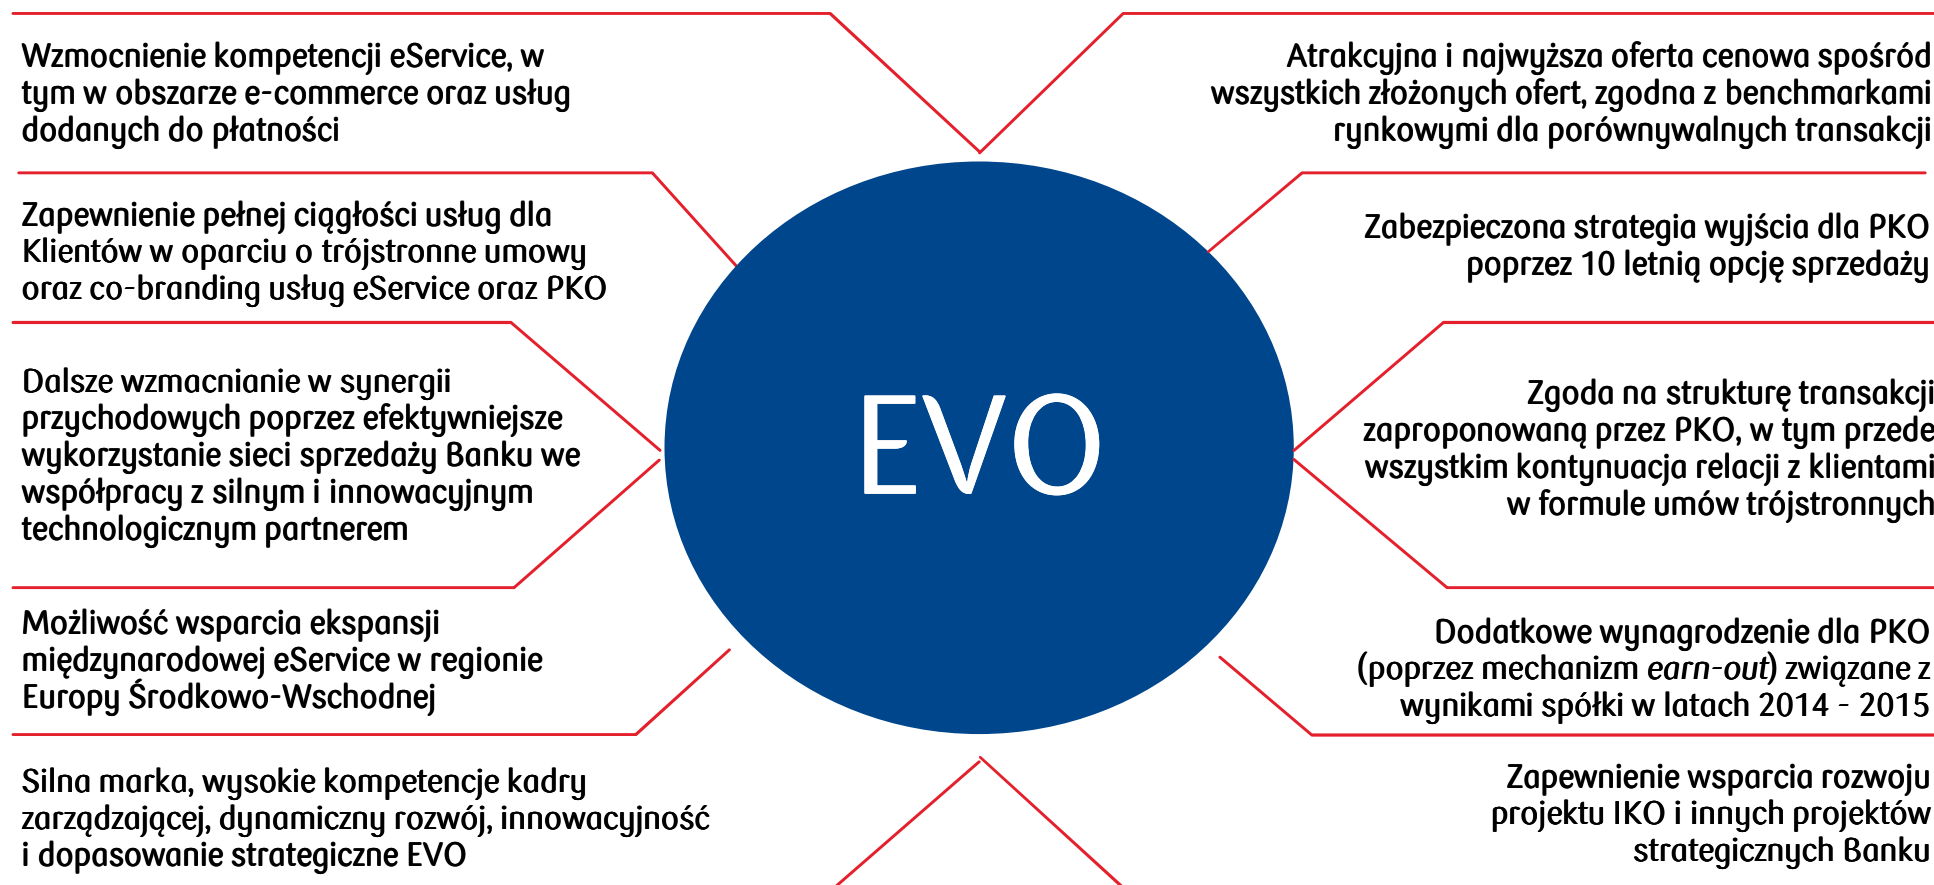 Wzmocnienie kompetencji eService, w
tym w obszarze e-commerce oraz usług
dodanych do płatności
Zapewnienie pełnej ciągłości usług dla
Klientów w oparciu o trójstronne umowy
oraz co-branding usług eService oraz PKO
Dalsze wzmacnianie w synergii
przychodowych poprzez efektywniejsze
wykorzystanie sieci sprzedaży Banku we
współpracy z silnym i innowacyjnym
technologicznym partnerem
Możliwość wsparcia ekspansji
międzynarodowej eService w regionie
Europy Środkowo-Wschodnej
Silna marka, wysokie kompetencje kadry
zarządzającej, dynamiczny rozwój, innowacyjność
i dopasowanie strategiczne EVO
EVO
Atrakcyjna i najwyższa oferta cenowa spośród
wszystkich złożonych ofert, zgodna z benchmarkami
rynkowymi dla porównywalnych transakcji
Zabezpieczona strategia wyjścia dla PKO
poprzez 10 letnią opcję sprzedaży
Zgoda na strukturę transakcji
zaproponowaną przez PKO, w tym przede
wszystkim kontynuacja relacji z klientami
w formule umów trójstronnych
Dodatkowe wynagrodzenie dla PKO
(poprzez mechanizm earn-out) związane z
wynikami spółki w latach 2014 - 2015
Zapewnienie wsparcia rozwoju
projektu IKO i innych projektów
strategicznych Banku